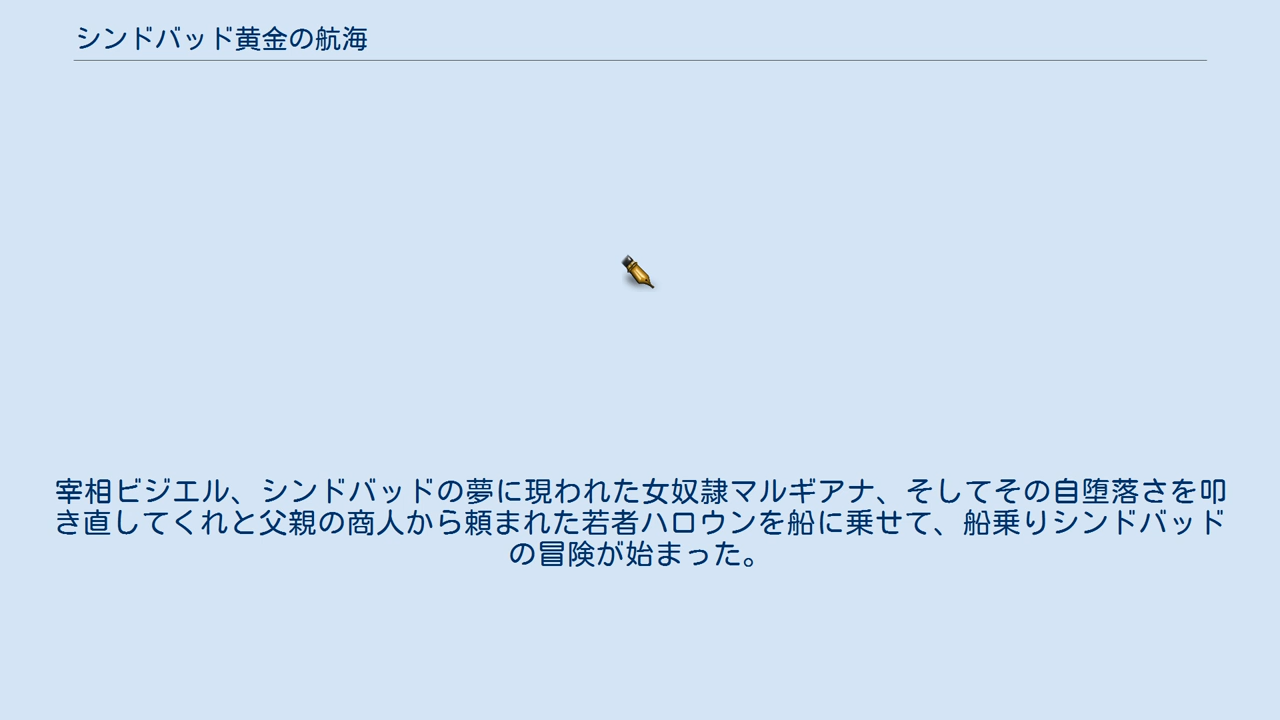 シンドバッド黄金の航海
宰相ビジエル、シンドバッドの夢に現われた女奴隷マルギアナ、そしてその自堕落さを叩
き直してくれと父親の商人から頼まれた若者ハロウンを船に乗せて、船乗りシンドバッド
の冒険が始まった。